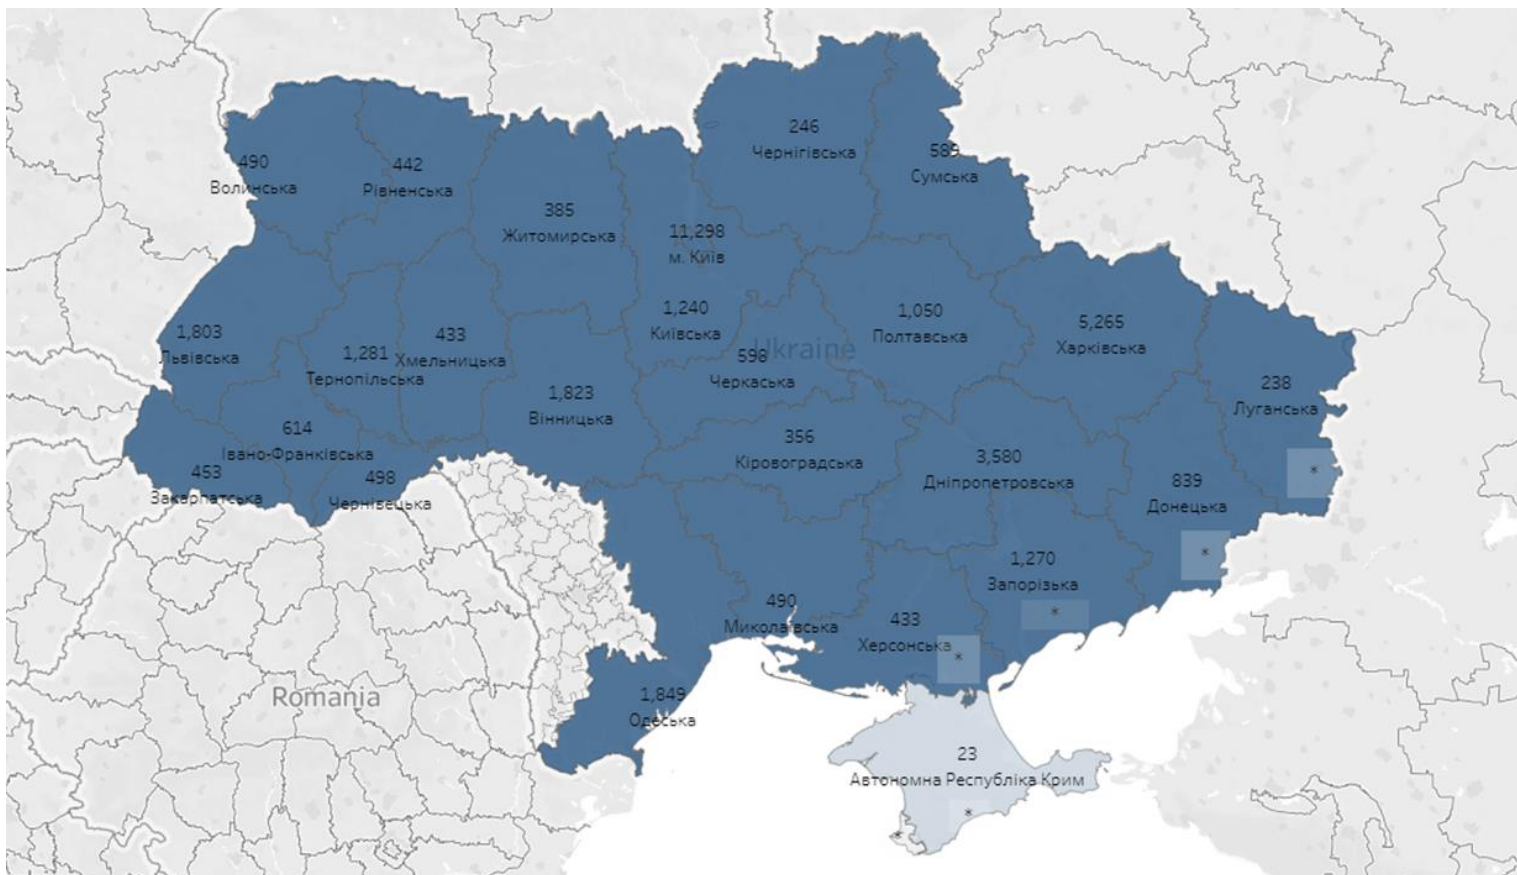 246
Чернігівська
589
Сумська
490
Волинська
442
Рівненська
385
Житомирська
11,298
м. Київ
1,240
Київська
1,050
Полтавська
5,265
Харківська
1,803
Львівська
1,281
Тернопільська
433
Хмельницька
Ukraine
598
Черкаська
238
Луганська
*
1,823
Вінницька
614
Івано-Франківська
356
Кіровоградська
3,580
Дніпропетровська
453
Закарпатська
498
Чернівецька
839
Донецька
*
1,270
Запорізька
*
490
Миколаївська
433
Херсонська
*
Romania
1,849
Одеська
23
Автономна Республіка Крим
*
*